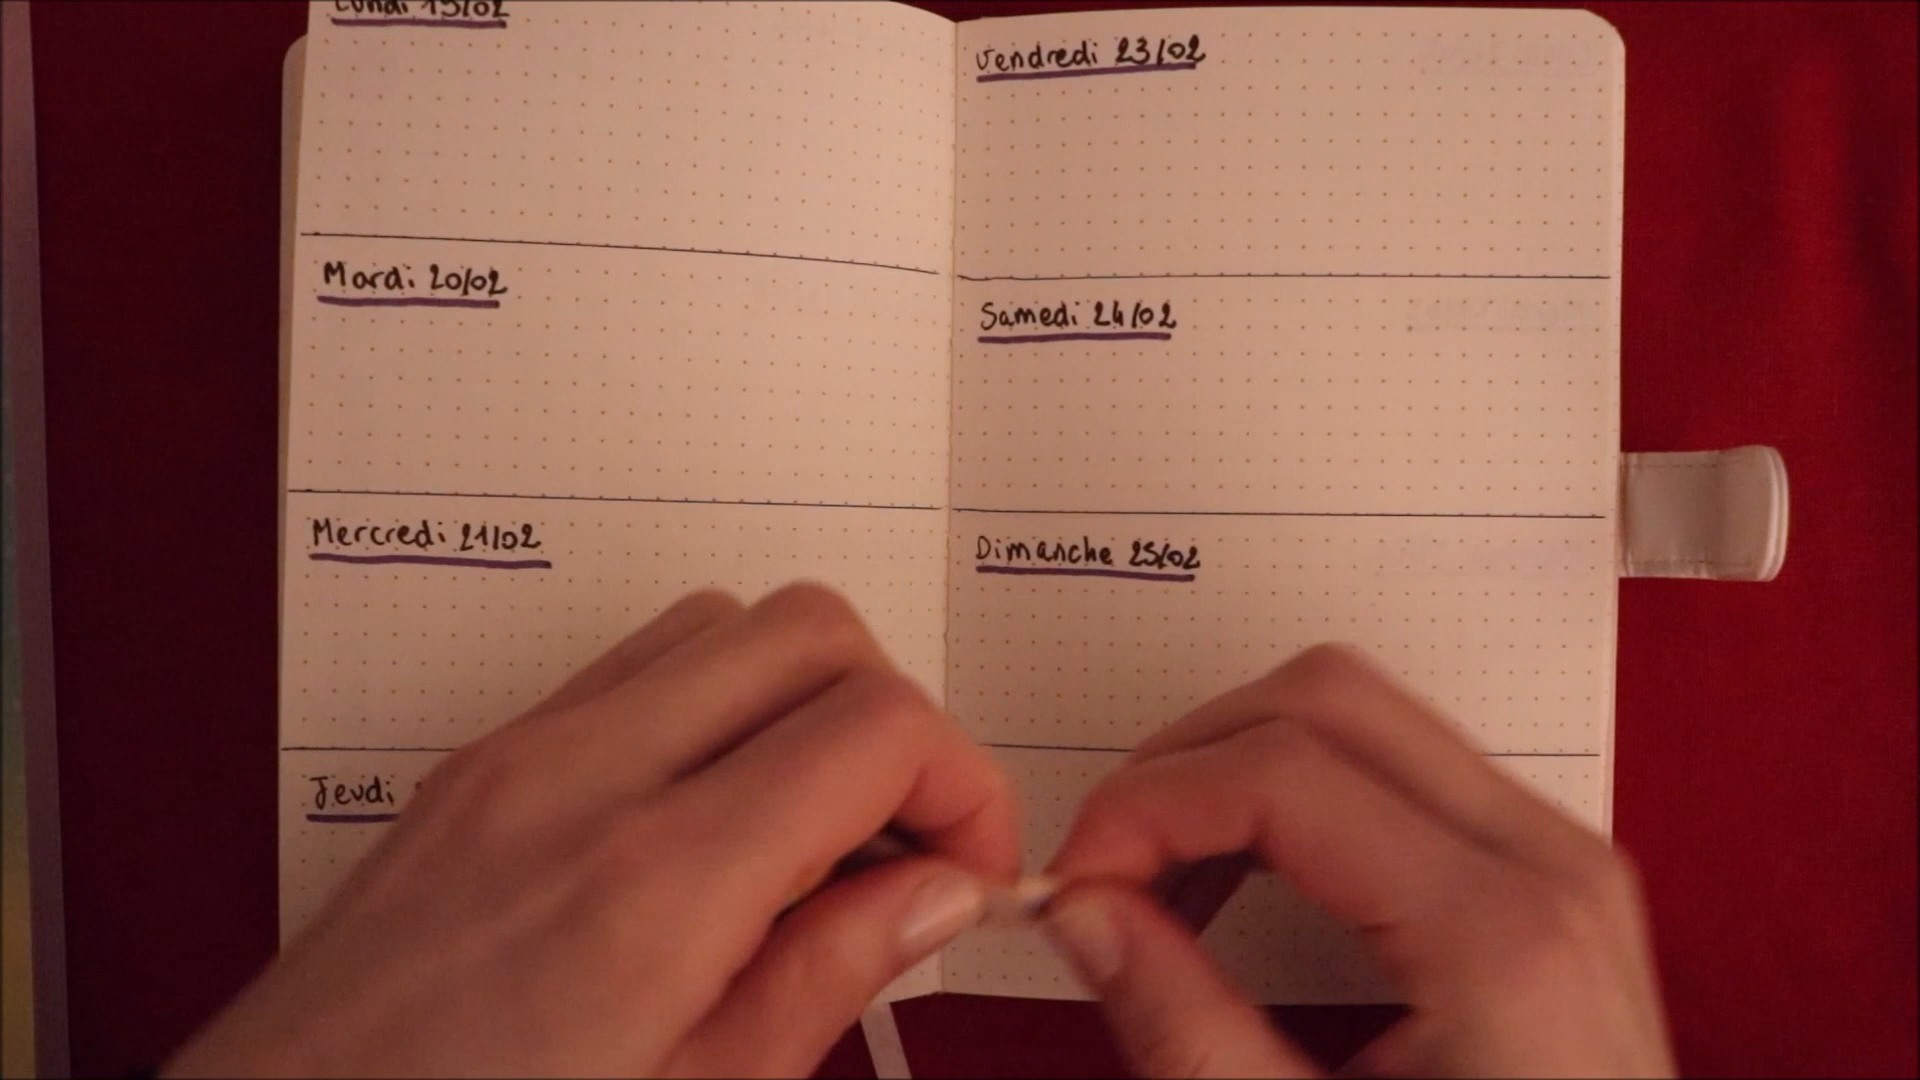 Lundi 19/02
Mardi 20/02
Mercredi 21/02
Jeudi
Vendredi 23/02
Samedi 24/02
Dimanche 25/02